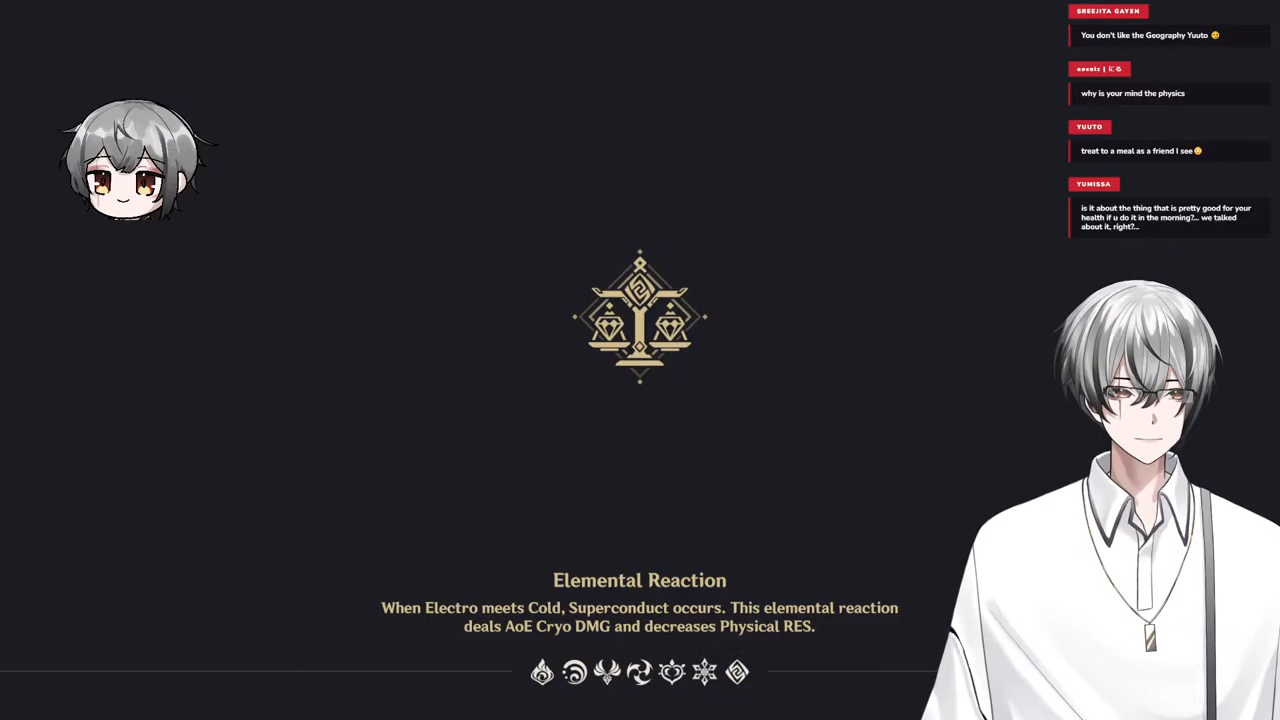 SREEJITA GAYEN
You don't like the Geography Yuuto 😊
why is your mind the physics
YUUTO
treat to a meal as a friend I see😳
YUMISSA
is it about the thing that is pretty good for your
health if u do it in the morning?... we talked
about it, right?...
Elemental Reaction
When Electro meets Cold, Superconduct occurs. This elemental reaction
deals AoE Cryo DMG and decreases Physical RES.